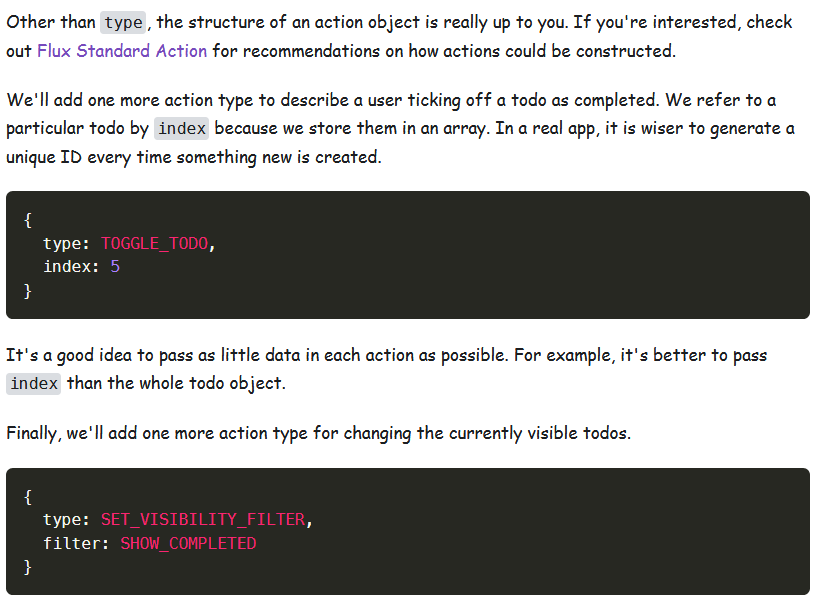 Other than type, the structure of an action object is really up to you. If you're interested, check
out Flux Standard Action for recommendations on how actions could be constructed.
We'll add one more action type to describe a user ticking off a todo as completed. We refer to a
particular todo by index because we store them in an array. In a real app, it is wiser to generate a
unique ID every time something new is created.
{
  type: TOGGLE_TODO,
  index: 5
}
It's a good idea to pass as little data in each action as possible. For example, it's better to pass
index than the whole todo object.
Finally, we'll add one more action type for changing the currently visible todos.
{
  type: SET_VISIBILITY_FILTER,
  filter: SHOW_COMPLETED
}